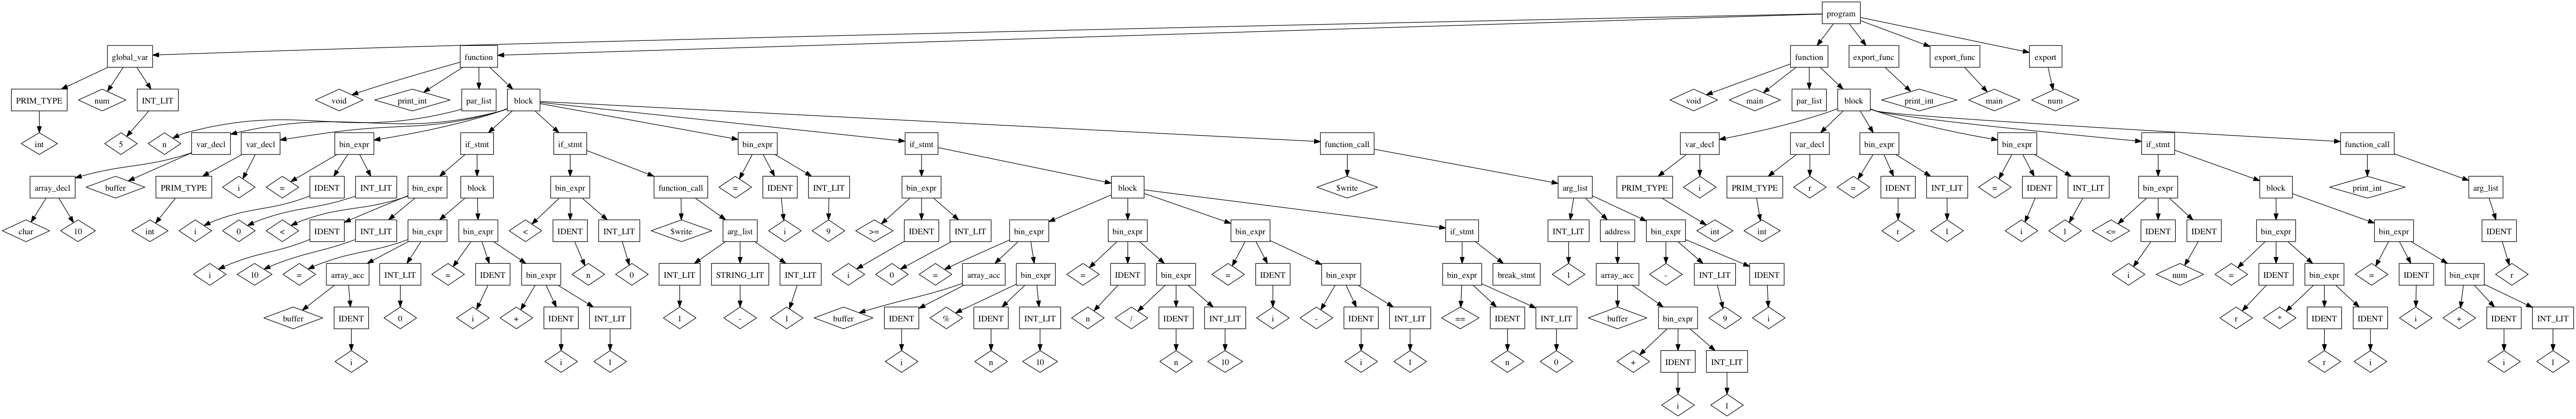 program
global_var function function export_func export_func export
PRIM_TYPE num INT_LIT void print_int par_list block void main par_list block print_int main num
int 5 n var_decl var_decl bin_expr if_stmt if_stmt bin_expr if_stmt function_call var_decl var_decl bin_expr bin_expr if_stmt function_call
array_decl buffer PRIM_TYPE i = IDENT INT_LIT bin_expr block bin_expr function_call = IDENT INT_LIT bin_expr block $write arg_list PRIM_TYPE i PRIM_TYPE r = IDENT INT_LIT = IDENT INT_LIT bin_expr block print_int arg_list
char 10 int i 0 < IDENT INT_LIT bin_expr bin_expr < IDENT INT_LIT $write arg_list i 9 >= IDENT INT_LIT bin_expr bin_expr bin_expr if_stmt INT_LIT address bin_expr int int r 1 i 1 <= IDENT IDENT bin_expr bin_expr IDENT
i 10 = array_acc INT_LIT = IDENT bin_expr n 0 INT_LIT STRING_LIT INT_LIT i 0 = array_acc bin_expr = IDENT bin_expr = IDENT bin_expr bin_expr break_stmt 1 array_acc - INT_LIT IDENT i num = IDENT bin_expr = IDENT bin_expr r
buffer IDENT 0 i + IDENT INT_LIT 1 - 1 buffer IDENT % IDENT INT_LIT n / IDENT INT_LIT i - IDENT INT_LIT == IDENT INT_LIT buffer bin_expr 9 i r * IDENT IDENT i + IDENT INT_LIT
i i 1 i n 10 n 10 i 1 n 0 + IDENT INT_LIT r i i 1
i 1